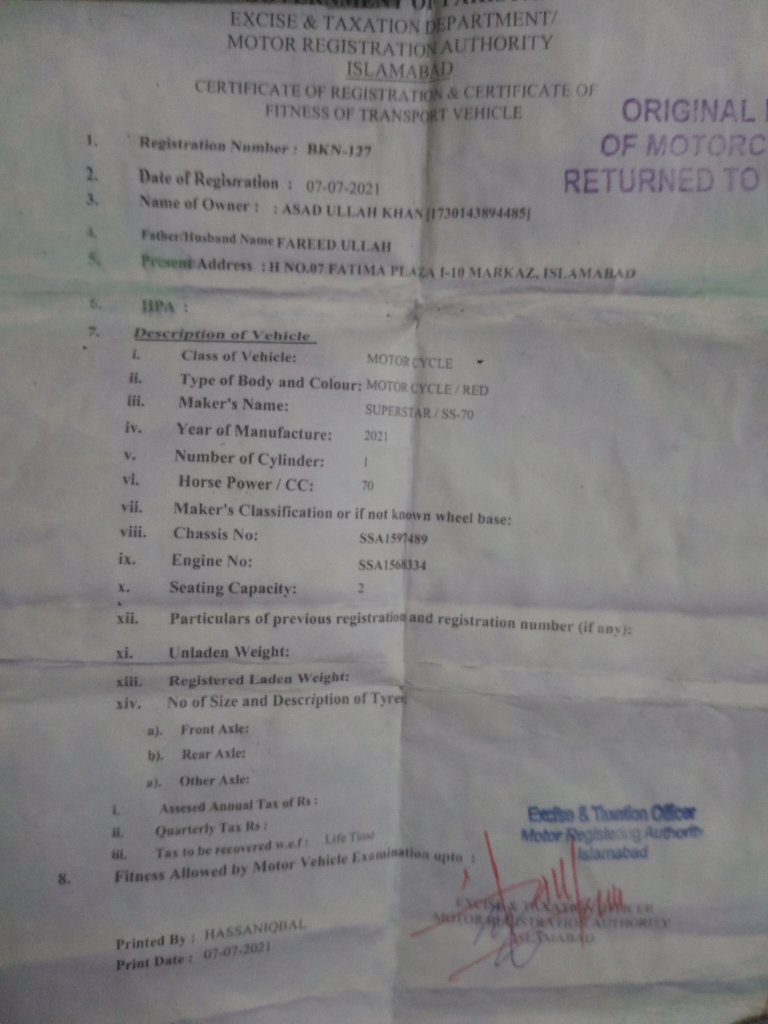 EXCISE & TAXATION DEPARTMENT/
MOTOR REGISTRATION AUTHORITY
ISLAMABAD
CERTIFICATE OF REGISTRATION & CERTIFICATE OF
FITNESS OF TRANSPORT VEHICLE
ORIGINAL
OF MOTORC
RETURNED TO
1. Registration Number : BKN-127
2. Date of Regisrration : 07-07-2021
3. Name of Owner : : ASAD ULLAH KHAN [1730143894485]
4. Father/Husband Name FAREED ULLAH
5. Present Address : H NO.07 FATIMA PLAZA I-10 MARKAZ, ISLAMABAD
6. HPA :
7. Description of Vehicle
i. Class of Vehicle: MOTOR CYCLE
ii. Type of Body and Colour: MOTOR CYCLE / RED
iii. Maker's Name: SUPERSTAR / SS-70
iv. Year of Manufacture: 2021
v. Number of Cylinder: 1
vi. Horse Power / CC: 70
vii. Maker's Classification or if not known wheel base:
viii. Chassis No: SSA1597489
ix. Engine No: SSA1568334
x. Seating Capacity: 2
xii. Particulars of previous registration and registration number (if any):
xi. Unladen Weight:
xiii. Registered Laden Weight:
xiv. No of Size and Description of Tyres
a). Front Axle:
b). Rear Axle:
a). Other Axle:
i. Assesed Annual Tax of Rs :
ii. Quarterly Tax Rs :
iii. Tax to be recovered w.e.f : Life Time
8. Fitness Allowed by Motor Vehicle Examination upto :
Excise & Taxation Officer
Motor Registering Authority
Islamabad
EXCISE & TAXATION OFFICER
MOTOR REGISTRATION AUTHORITY
ISLAMABAD
Printed By : HASSANIQBAL
Print Date : 07-07-2021